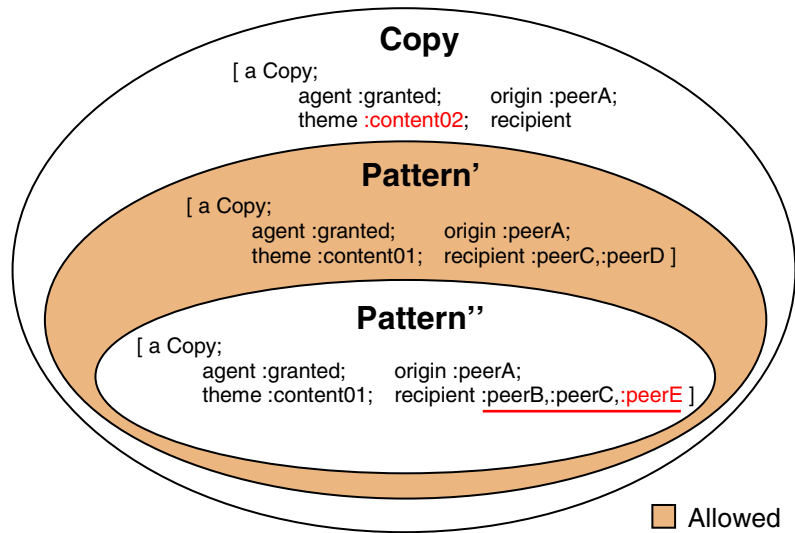 Copy
[ a Copy;
agent :granted; origin :peerA;
theme :content02; recipient
Pattern’
[ a Copy;
agent :granted; origin :peerA;
theme :content01; recipient :peerC,:peerD ]
Pattern’’
[ a Copy;
agent :granted; origin :peerA;
theme :content01; recipient :peerB,:peerC,:peerE ]
Allowed